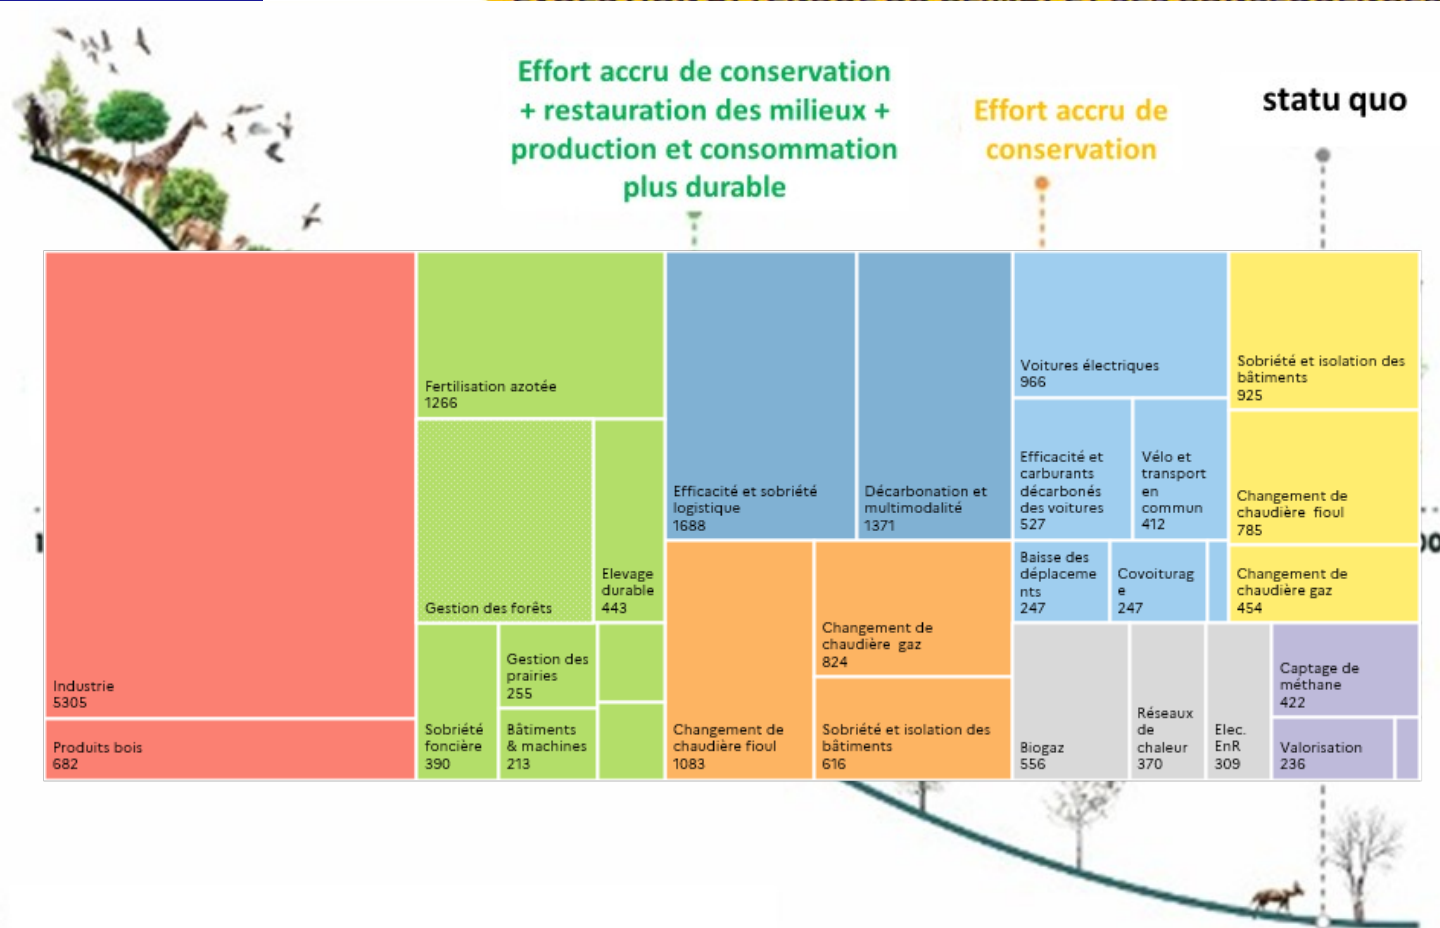 Effort accru de conservation
+ restauration des milieux +
production et consommation
plus durable
Effort accru de
conservation
statu quo
Industrie
5305
Produits bois
682
Fertilisation azotée
1266
Gestion des forêts
Elevage
durable
443
Sobriété
foncière
390
Gestion des
prairies
255
Bâtiments
& machines
213
Efficacité et sobriété
logistique
1688
Décarbonation et
multimodalité
1371
Changement de
chaudière fioul
1083
Changement de
chaudière gaz
824
Sobriété et isolation des
bâtiments
616
Voitures électriques
966
Efficacité et
carburants
décarbonés
des voitures
527
Vélo et
transport
en
commun
412
Baisse des
déplaceme
nts
247
Covoiturag
e
247
Sobriété et isolation des
bâtiments
925
Changement de
chaudière fioul
785
Changement de
chaudière gaz
454
Biogaz
556
Réseaux
de
chaleur
370
Elec.
EnR
309
Captage de
méthane
422
Valorisation
236